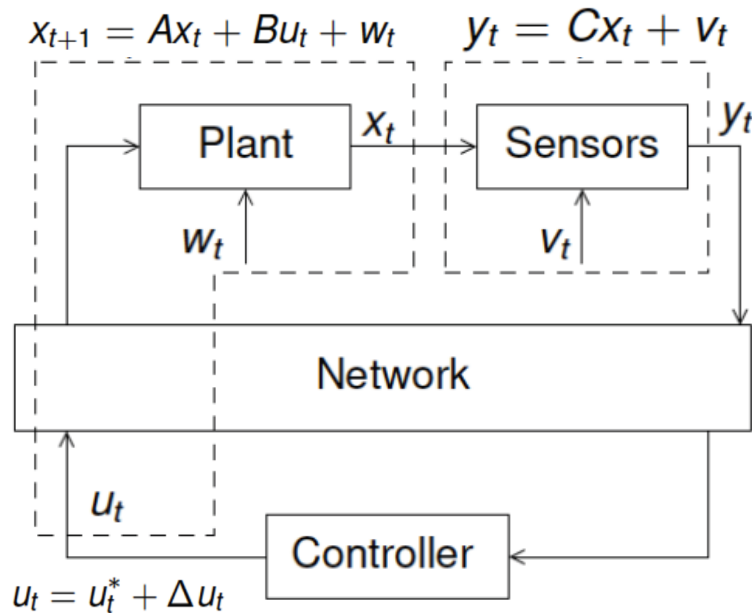 x_{t+1} = Ax_t + Bu_t + w_t
y_t = Cx_t + v_t
Plant
x_t
Sensors
y_t
w_t
v_t
Network
u_t
Controller
u_t = u_t^* + Δu_t